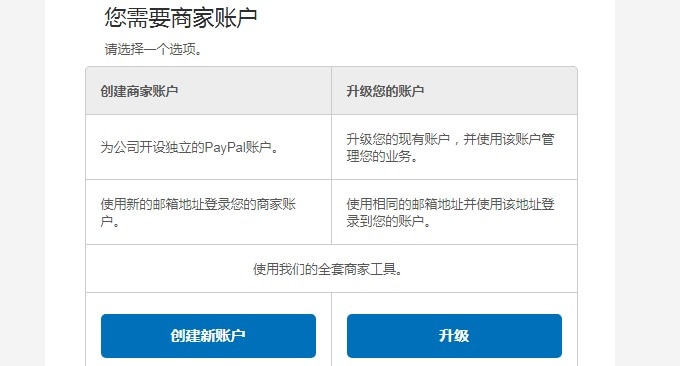 您需要商家账户
请选择一个选项。
创建商家账户
升级您的账户
为公司开设独立的PayPal账户。
升级您的现有账户，并使用该账户管
理您的业务。
使用新的邮箱地址登录您的商家账
户。
使用相同的邮箱地址并使用该地址登
录到您的账户。
使用我们的全套商家工具。
创建新账户
升级